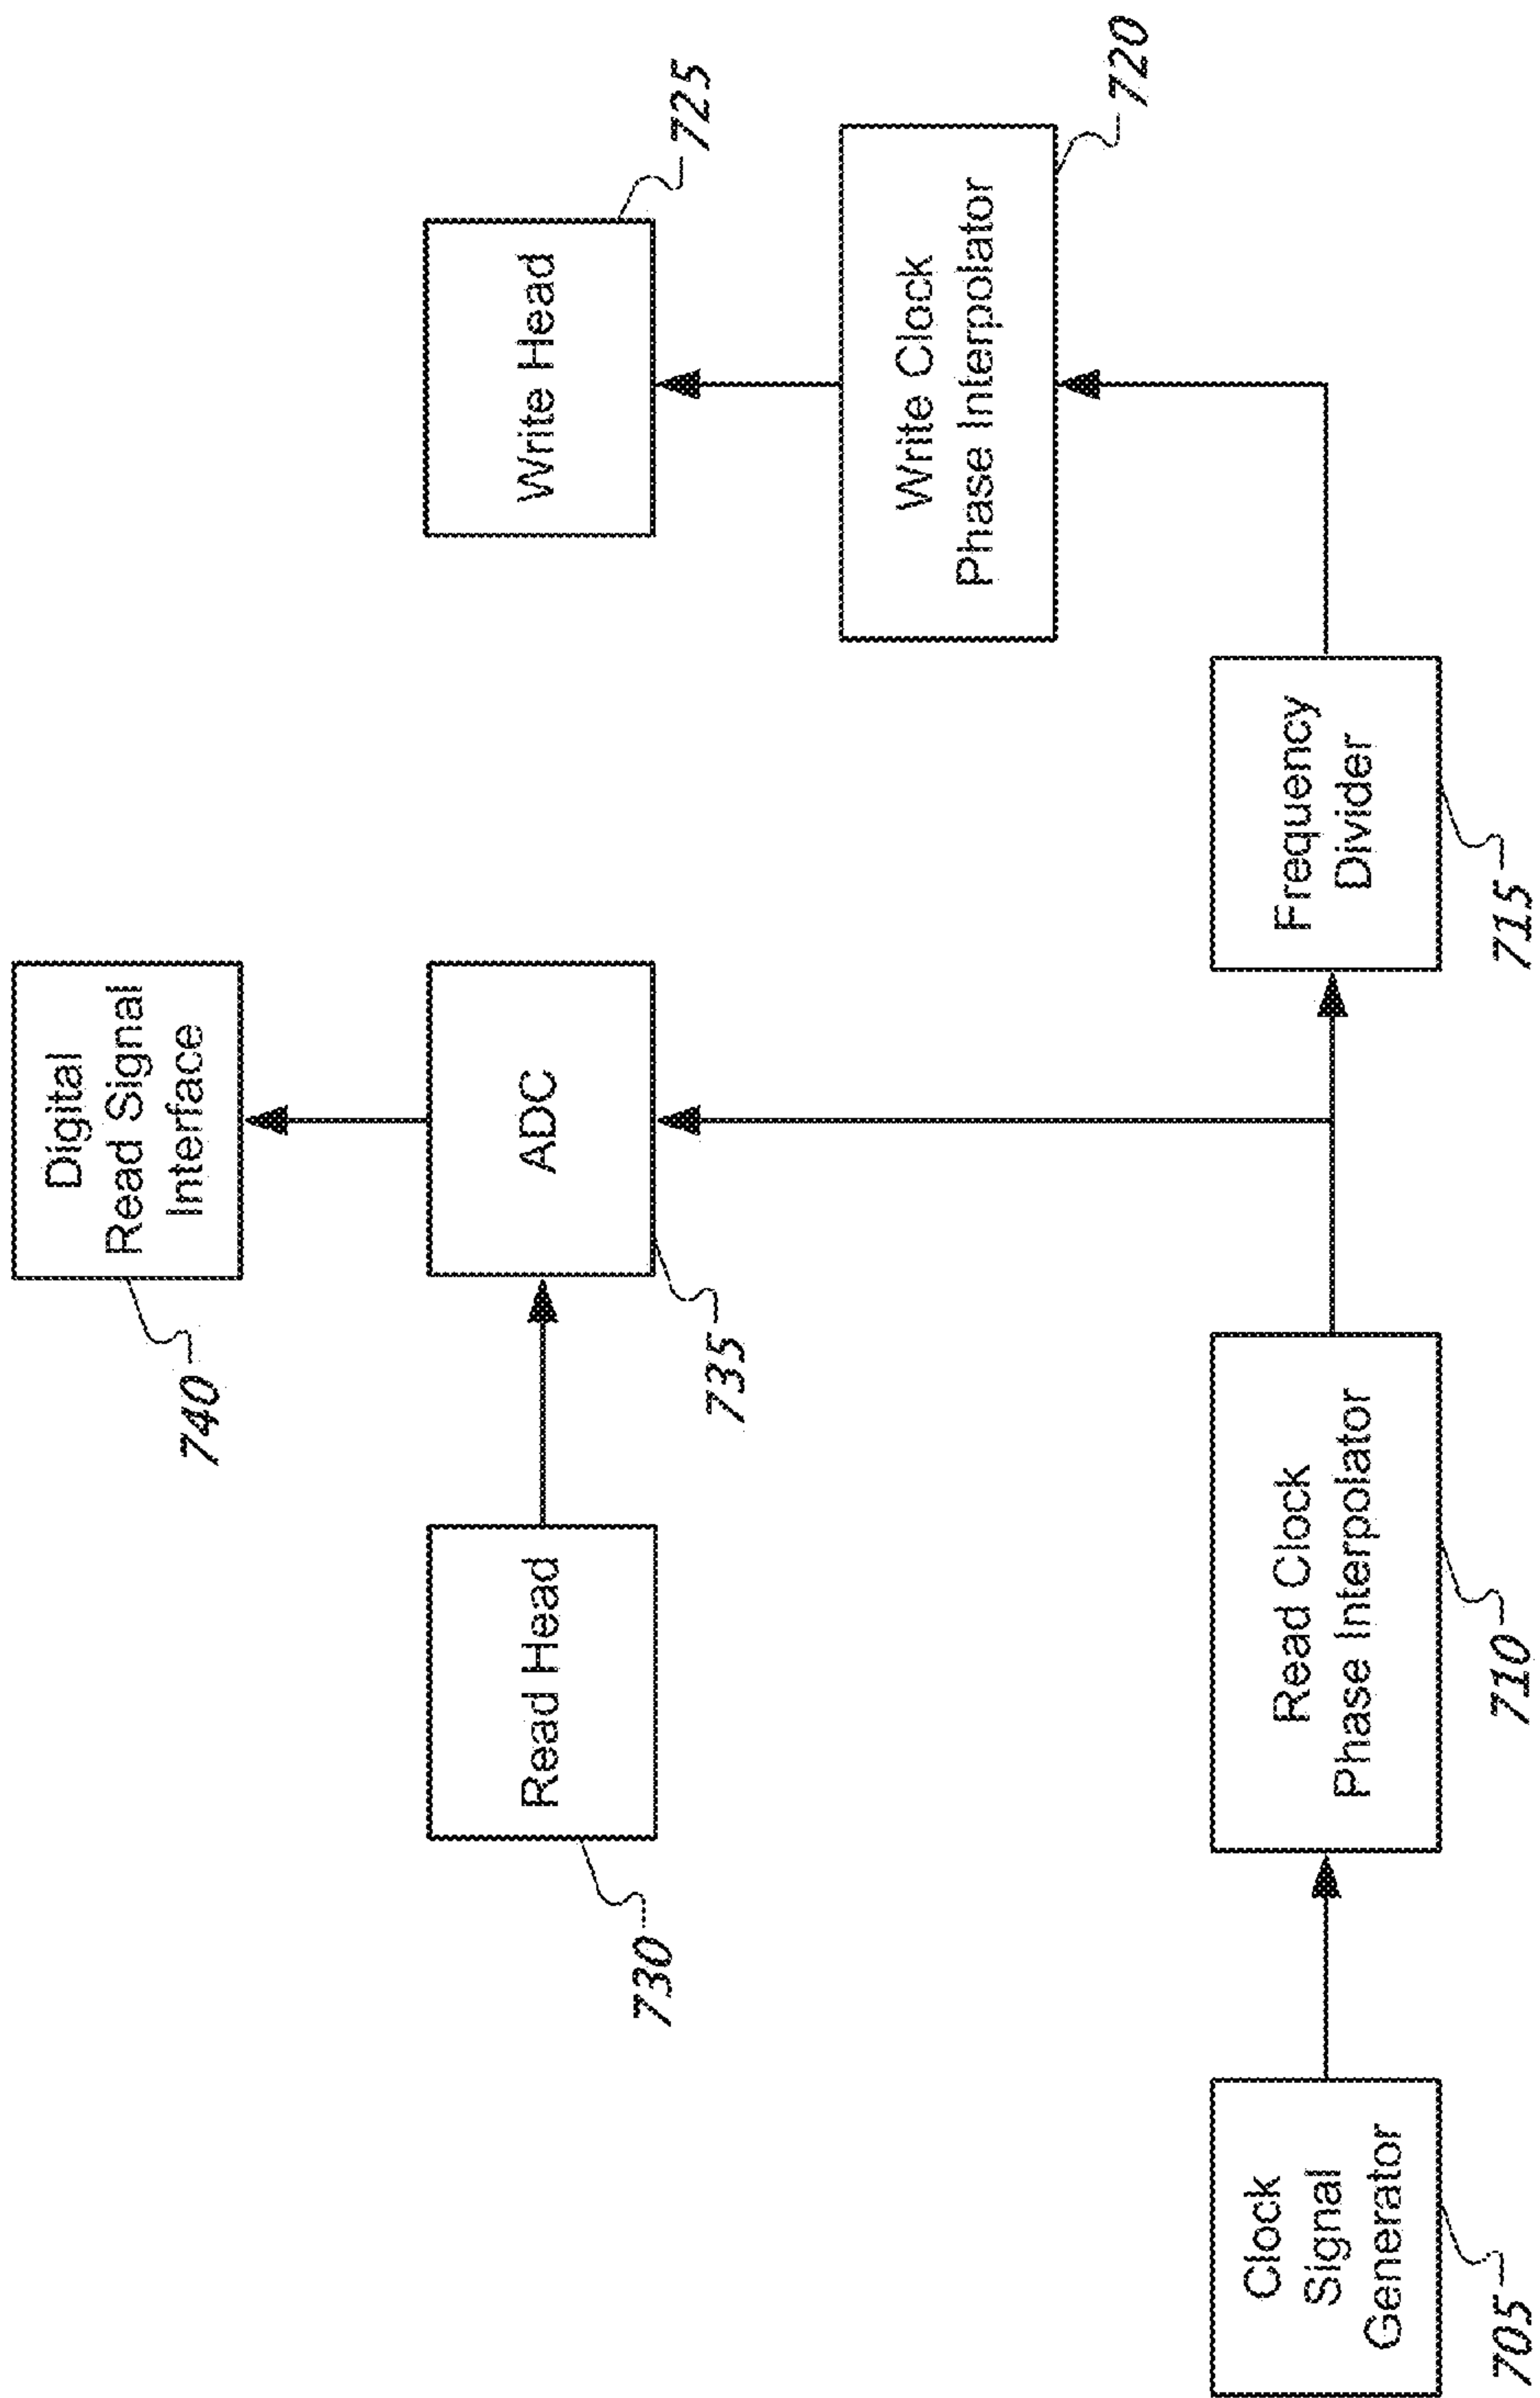 Digital
Read Signal
Interface
740
Read Head
730
ADC
735
Write Head
725
Write Clock
Phase Interpolator
720
Clock
Signal
Generator
705
Read Clock
Phase Interpolator
710
Frequency
Divider
715